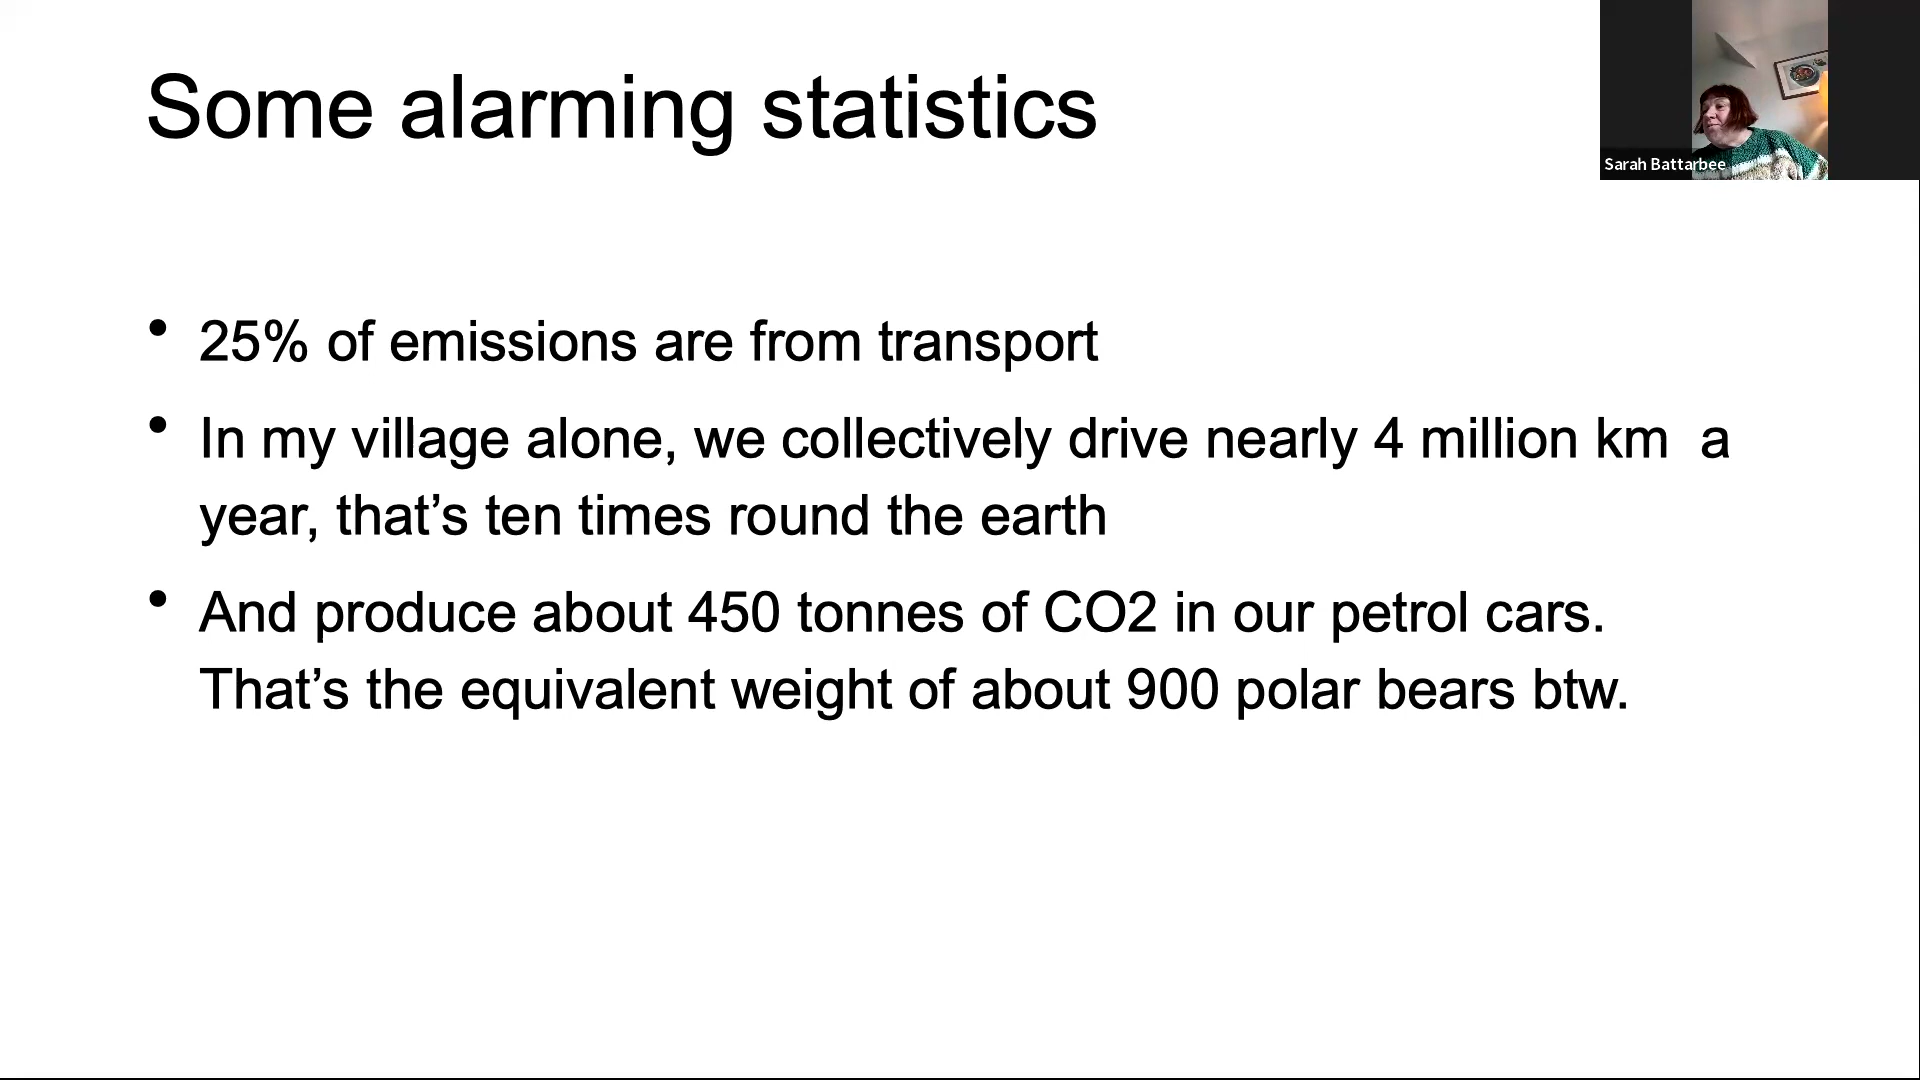 Some alarming statistics
Sarah Battarbee
• 25% of emissions are from transport
• In my village alone, we collectively drive nearly 4 million km  a
year, that’s ten times round the earth
• And produce about 450 tonnes of CO2 in our petrol cars.
That’s the equivalent weight of about 900 polar bears btw.